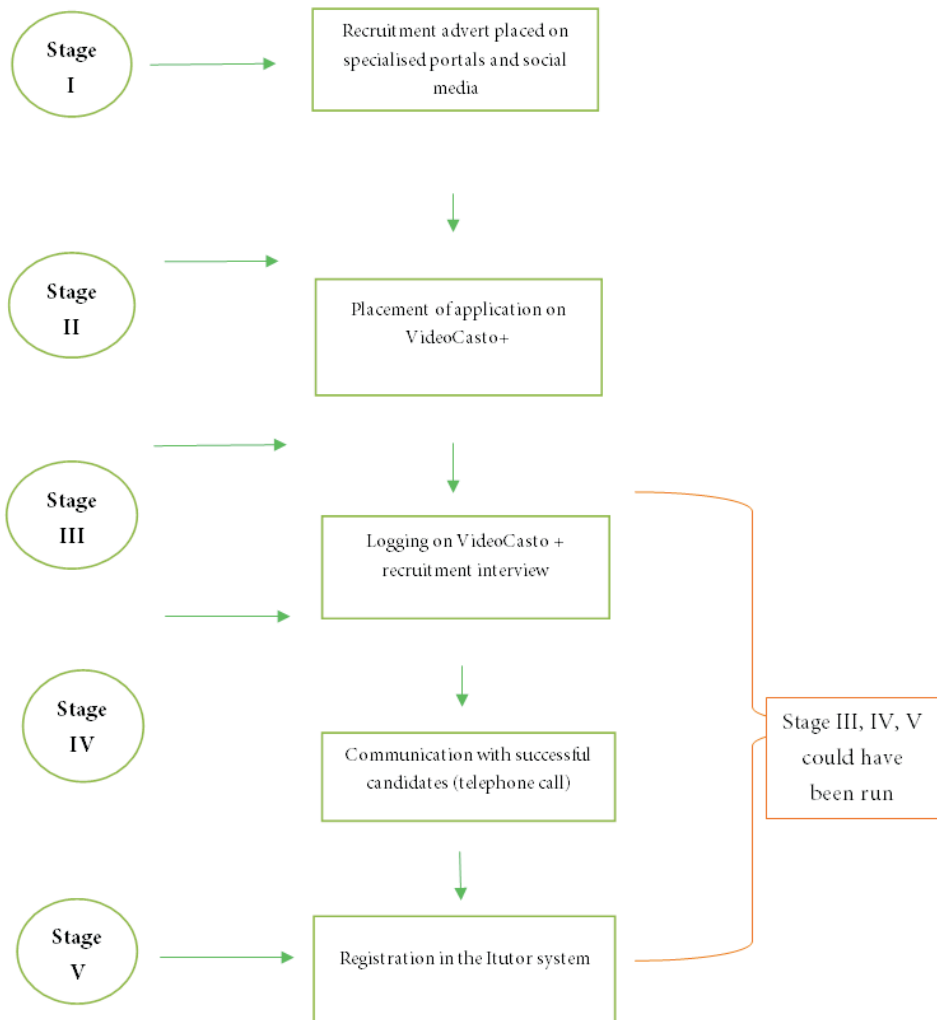 Stage
I
Recruitment advert placed on
specialised portals and social
media
Stage
II
Placement of application on
VideoCasto+
Stage
III
Logging on VideoCasto +
recruitment interview
Stage
IV
Communication with successful
candidates (telephone call)
Stage III, IV, V
could have
been run
Stage
V
Registration in the Itutor system